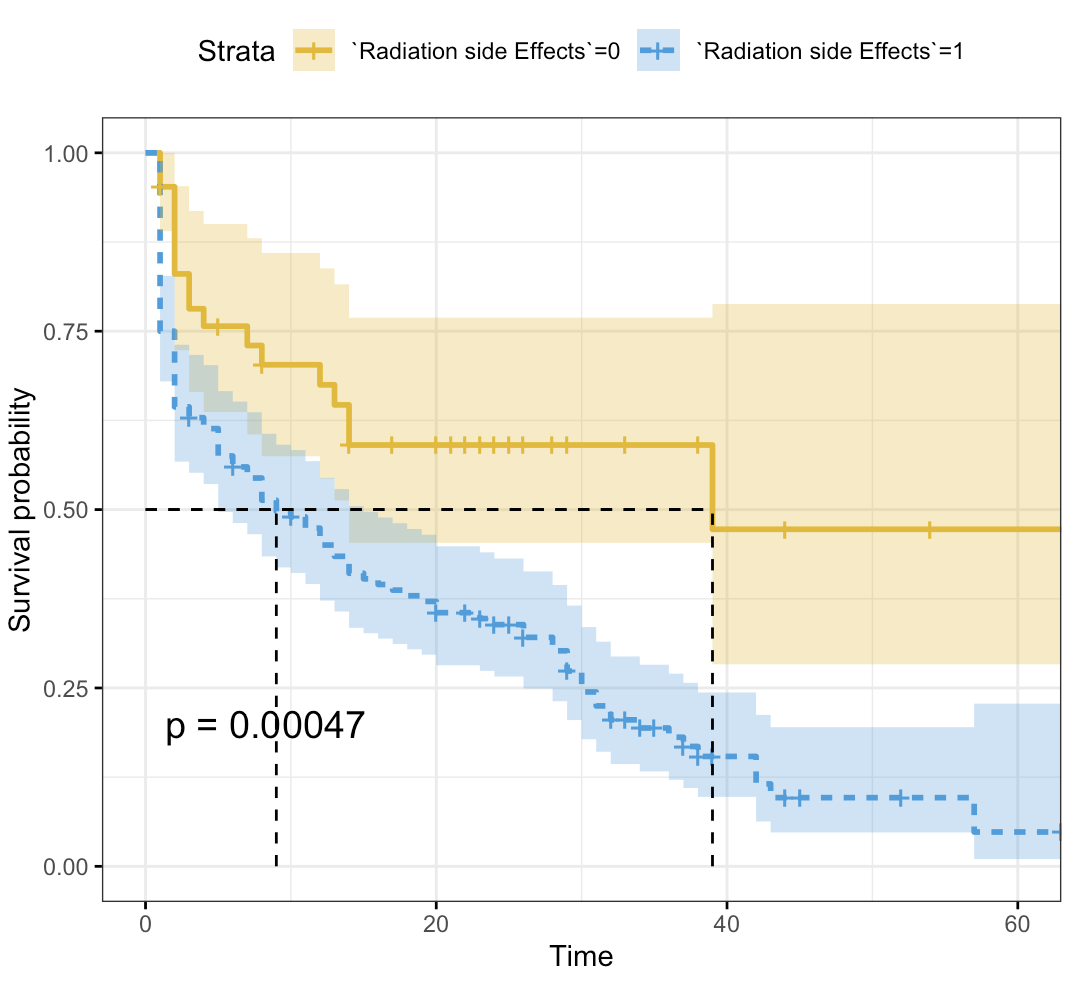 Strata `Radiation side Effects`=0 `Radiation side Effects`=1
1.00
0.75
0.50
0.25
0.00
Survival probability
p = 0.00047
0 20 40 60
Time